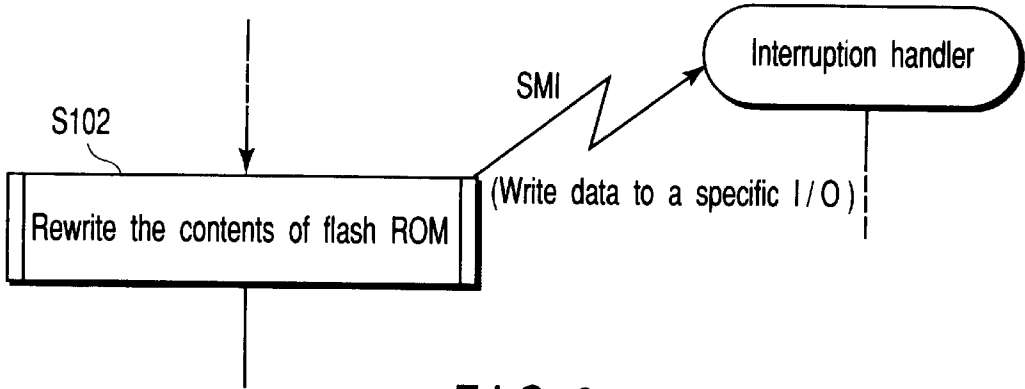 Interruption handler
SMI
S102
(Write data to a specific I/O)
Rewrite the contents of flash ROM